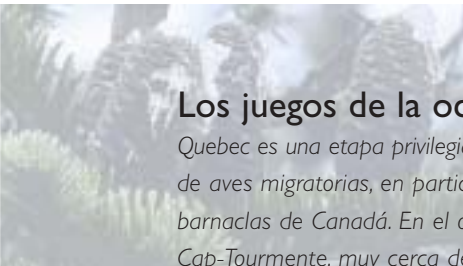 Los juegos de la oc
Quebec es una etapa privilegi
de aves migratorias, en partic
barnaclas de Canadá. En el
Cap-Tourmente, muy cerca de